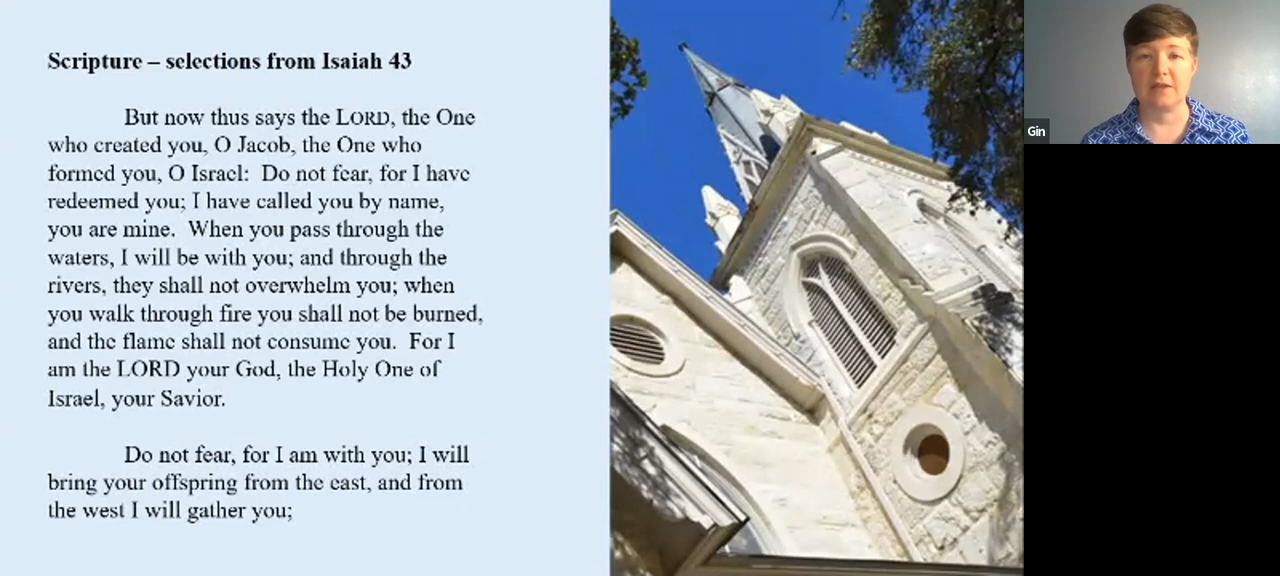 Scripture – selections from Isaiah 43
But now thus says the LORD, the One
who created you, O Jacob, the One who
formed you, O Israel:  Do not fear, for I have
redeemed you; I have called you by name,
you are mine.  When you pass through the
waters, I will be with you; and through the
rivers, they shall not overwhelm you; when
you walk through fire you shall not be burned,
and the flame shall not consume you.  For I
am the LORD your God, the Holy One of
Israel, your Savior.
Do not fear, for I am with you; I will
bring your offspring from the east, and from
the west I will gather you;
Gin